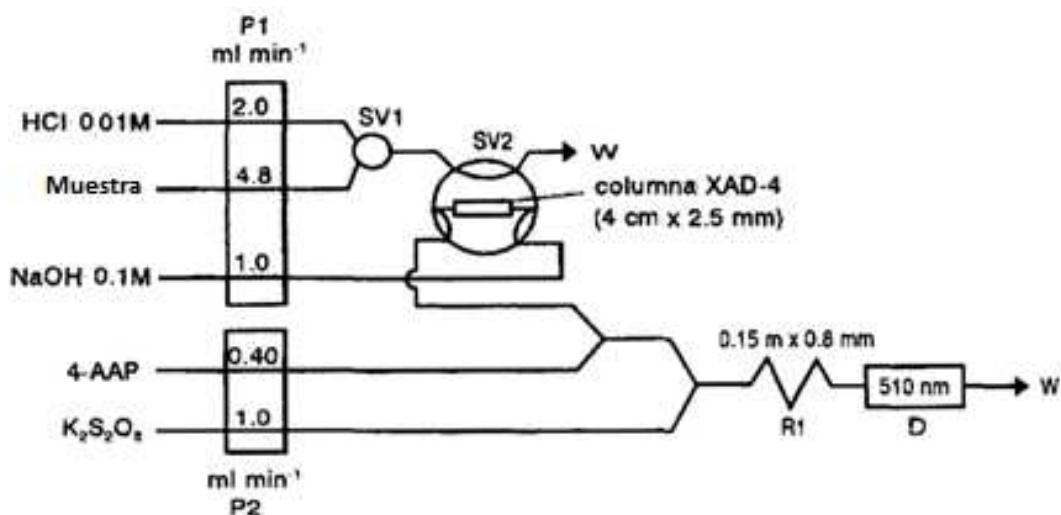 P1
ml min⁻¹
HCl 0 01M
2.0
SV1
SV2
W
Muestra
4.8
columna XAD-4
(4 cm x 2.5 mm)
NaOH 0.1M
1.0
4-AAP
0.40
0.15 m x 0.8 mm
510 nm
W
K₂S₂O₈
1.0
R1
D
ml min⁻¹
P2